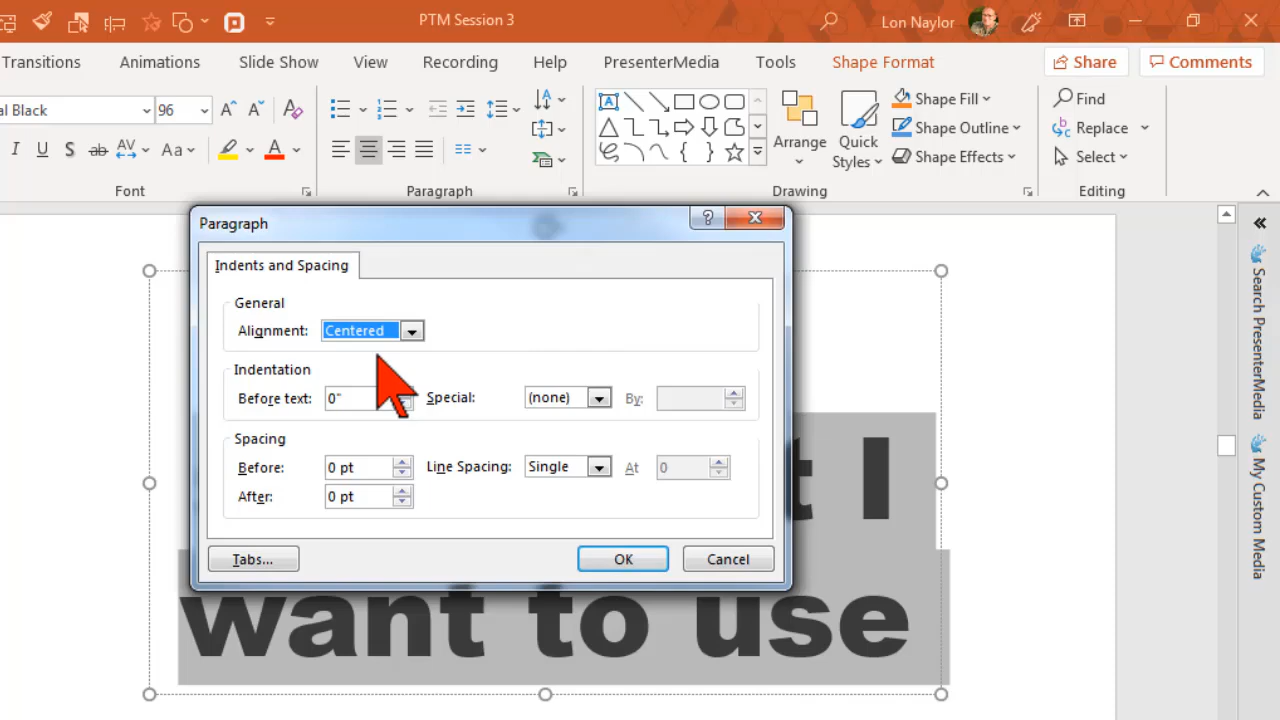 PTM Session 3
Lon Naylor
Transitions Animations Slide Show View Recording Help PresenterMedia Tools Shape Format Share Comments
al Black 96
Shape Fill
Shape Outline
Shape Effects
Arrange
Quick
Styles
Find
Replace
Select
Font Paragraph Drawing Editing
Paragraph
Indents and Spacing
General
Alignment: Centered
Indentation
Before text: 0" Special: (none) By:
Spacing
Before: 0 pt Line Spacing: Single At 0
After: 0 pt
Tabs... OK Cancel
t I
want to use
Search PresenterMedia
My Custom Media